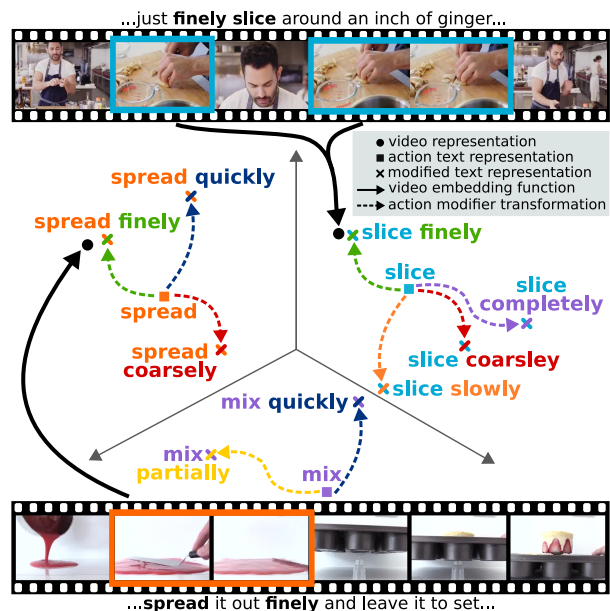 ...just finely slice around an inch of ginger...
video representation
action text representation
modified text representation
video embedding function
action modifier transformation
spread quickly
spread finely
spread
spread
coarsely
slice finely
slice
slice
completely
slice coarsley
slice slowly
mix quickly
mix
partially
mix
...spread it out finely and leave it to set...